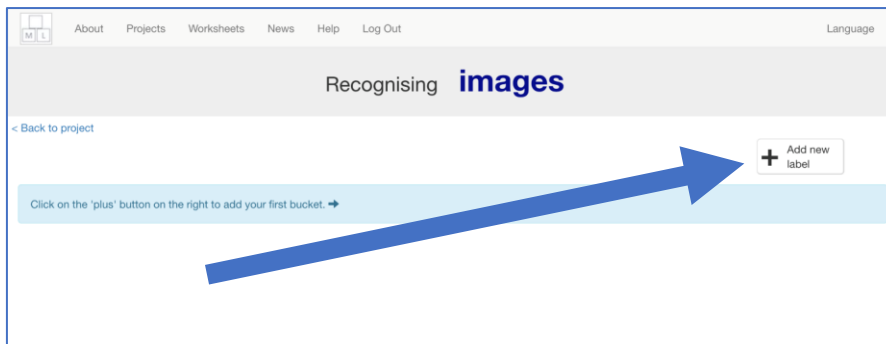 M L About Projects Worksheets News Help Log Out Language
Recognising images
< Back to project
+ Add new
label
Click on the 'plus' button on the right to add your first bucket. ➜